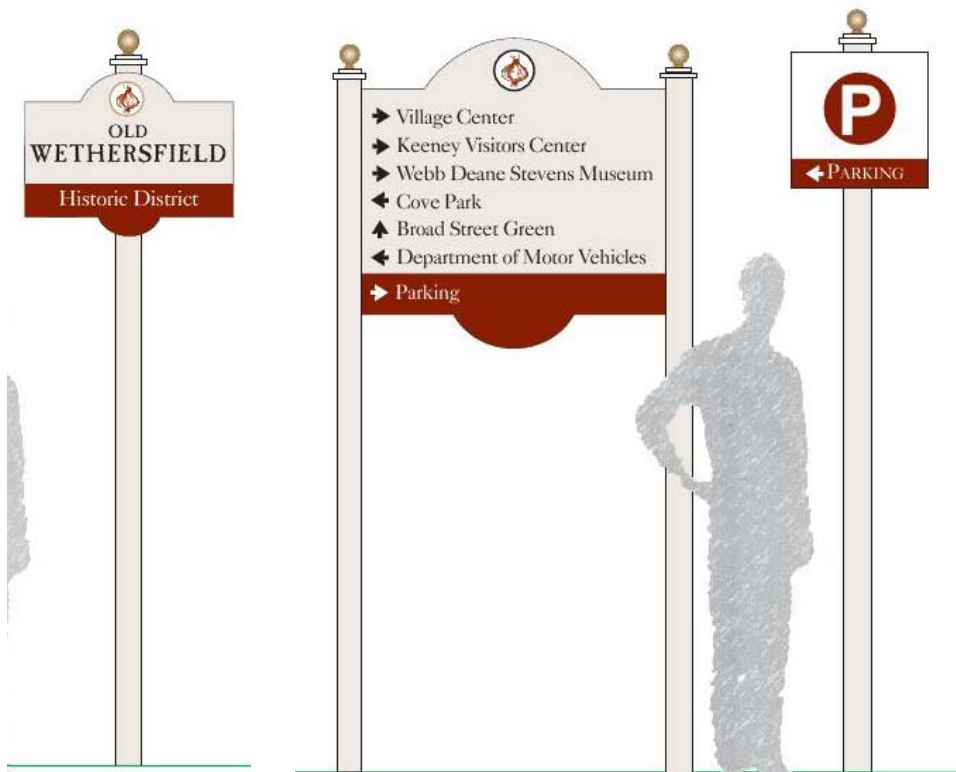 OLD
WETHERSFIELD
Historic District
→ Village Center
→ Keeney Visitors Center
→ Webb Deane Stevens Museum
← Cove Park
↑ Broad Street Green
← Department of Motor Vehicles
→ Parking
P
← PARKING